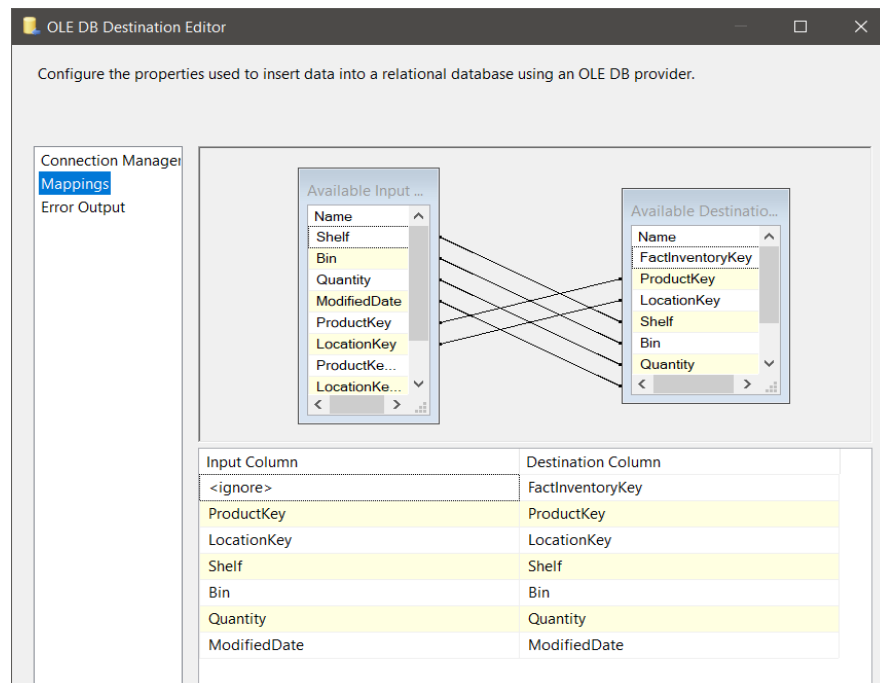 OLE DB Destination Editor
Configure the properties used to insert data into a relational database using an OLE DB provider.
Connection Manager
Mappings
Error Output
Available Input ...
Name
Shelf
Bin
Quantity
ModifiedDate
ProductKey
LocationKey
ProductKe...
LocationKe...
Available Destinatio...
Name
FactInventoryKey
ProductKey
LocationKey
Shelf
Bin
Quantity
Input Column Destination Column
<ignore> FactInventoryKey
ProductKey ProductKey
LocationKey LocationKey
Shelf Shelf
Bin Bin
Quantity Quantity
ModifiedDate ModifiedDate